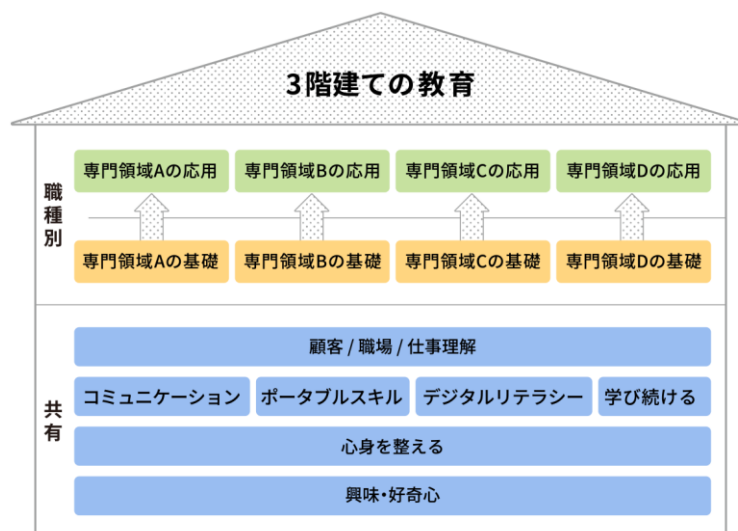 3階建ての教育
職種別
専門領域Aの応用
専門領域Bの応用
専門領域Cの応用
専門領域Dの応用
専門領域Aの基礎
専門領域Bの基礎
専門領域Cの基礎
専門領域Dの基礎
共有
顧客 / 職場 / 仕事理解
コミュニケーション
ポータブルスキル
デジタルリテラシー
学び続ける
心身を整える
興味・好奇心